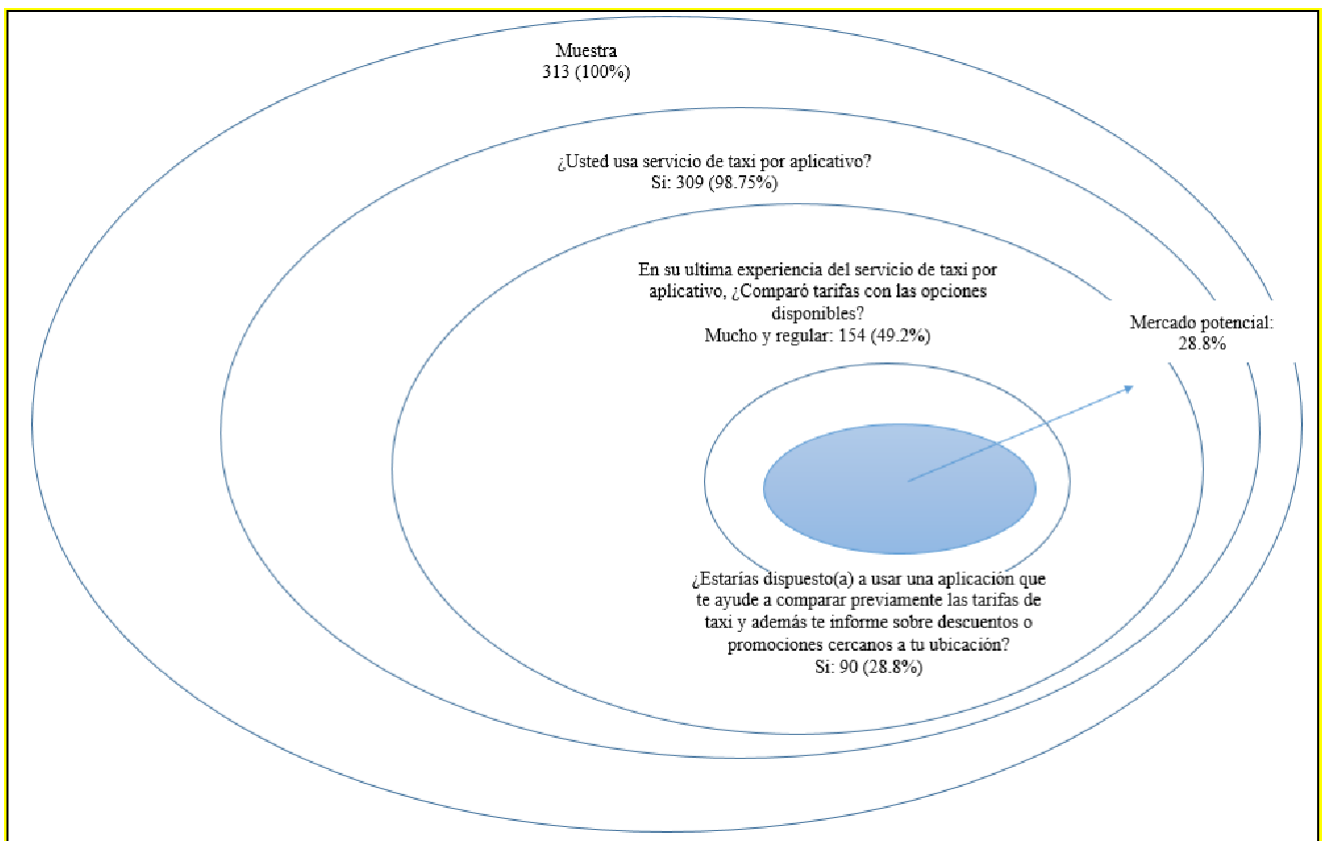 Muestra
313 (100%)
¿Usted usa servicio de taxi por aplicativo?
Si: 309 (98.75%)
En su ultima experiencia del servicio de taxi por
aplicativo, ¿Comparó tarifas con las opciones
disponibles?
Mucho y regular: 154 (49.2%)
Mercado potencial:
28.8%
¿Estarías dispuesto(a) a usar una aplicación que
te ayude a comparar previamente las tarifas de
taxi y además te informe sobre descuentos o
promociones cercanos a tu ubicación?
Si: 90 (28.8%)